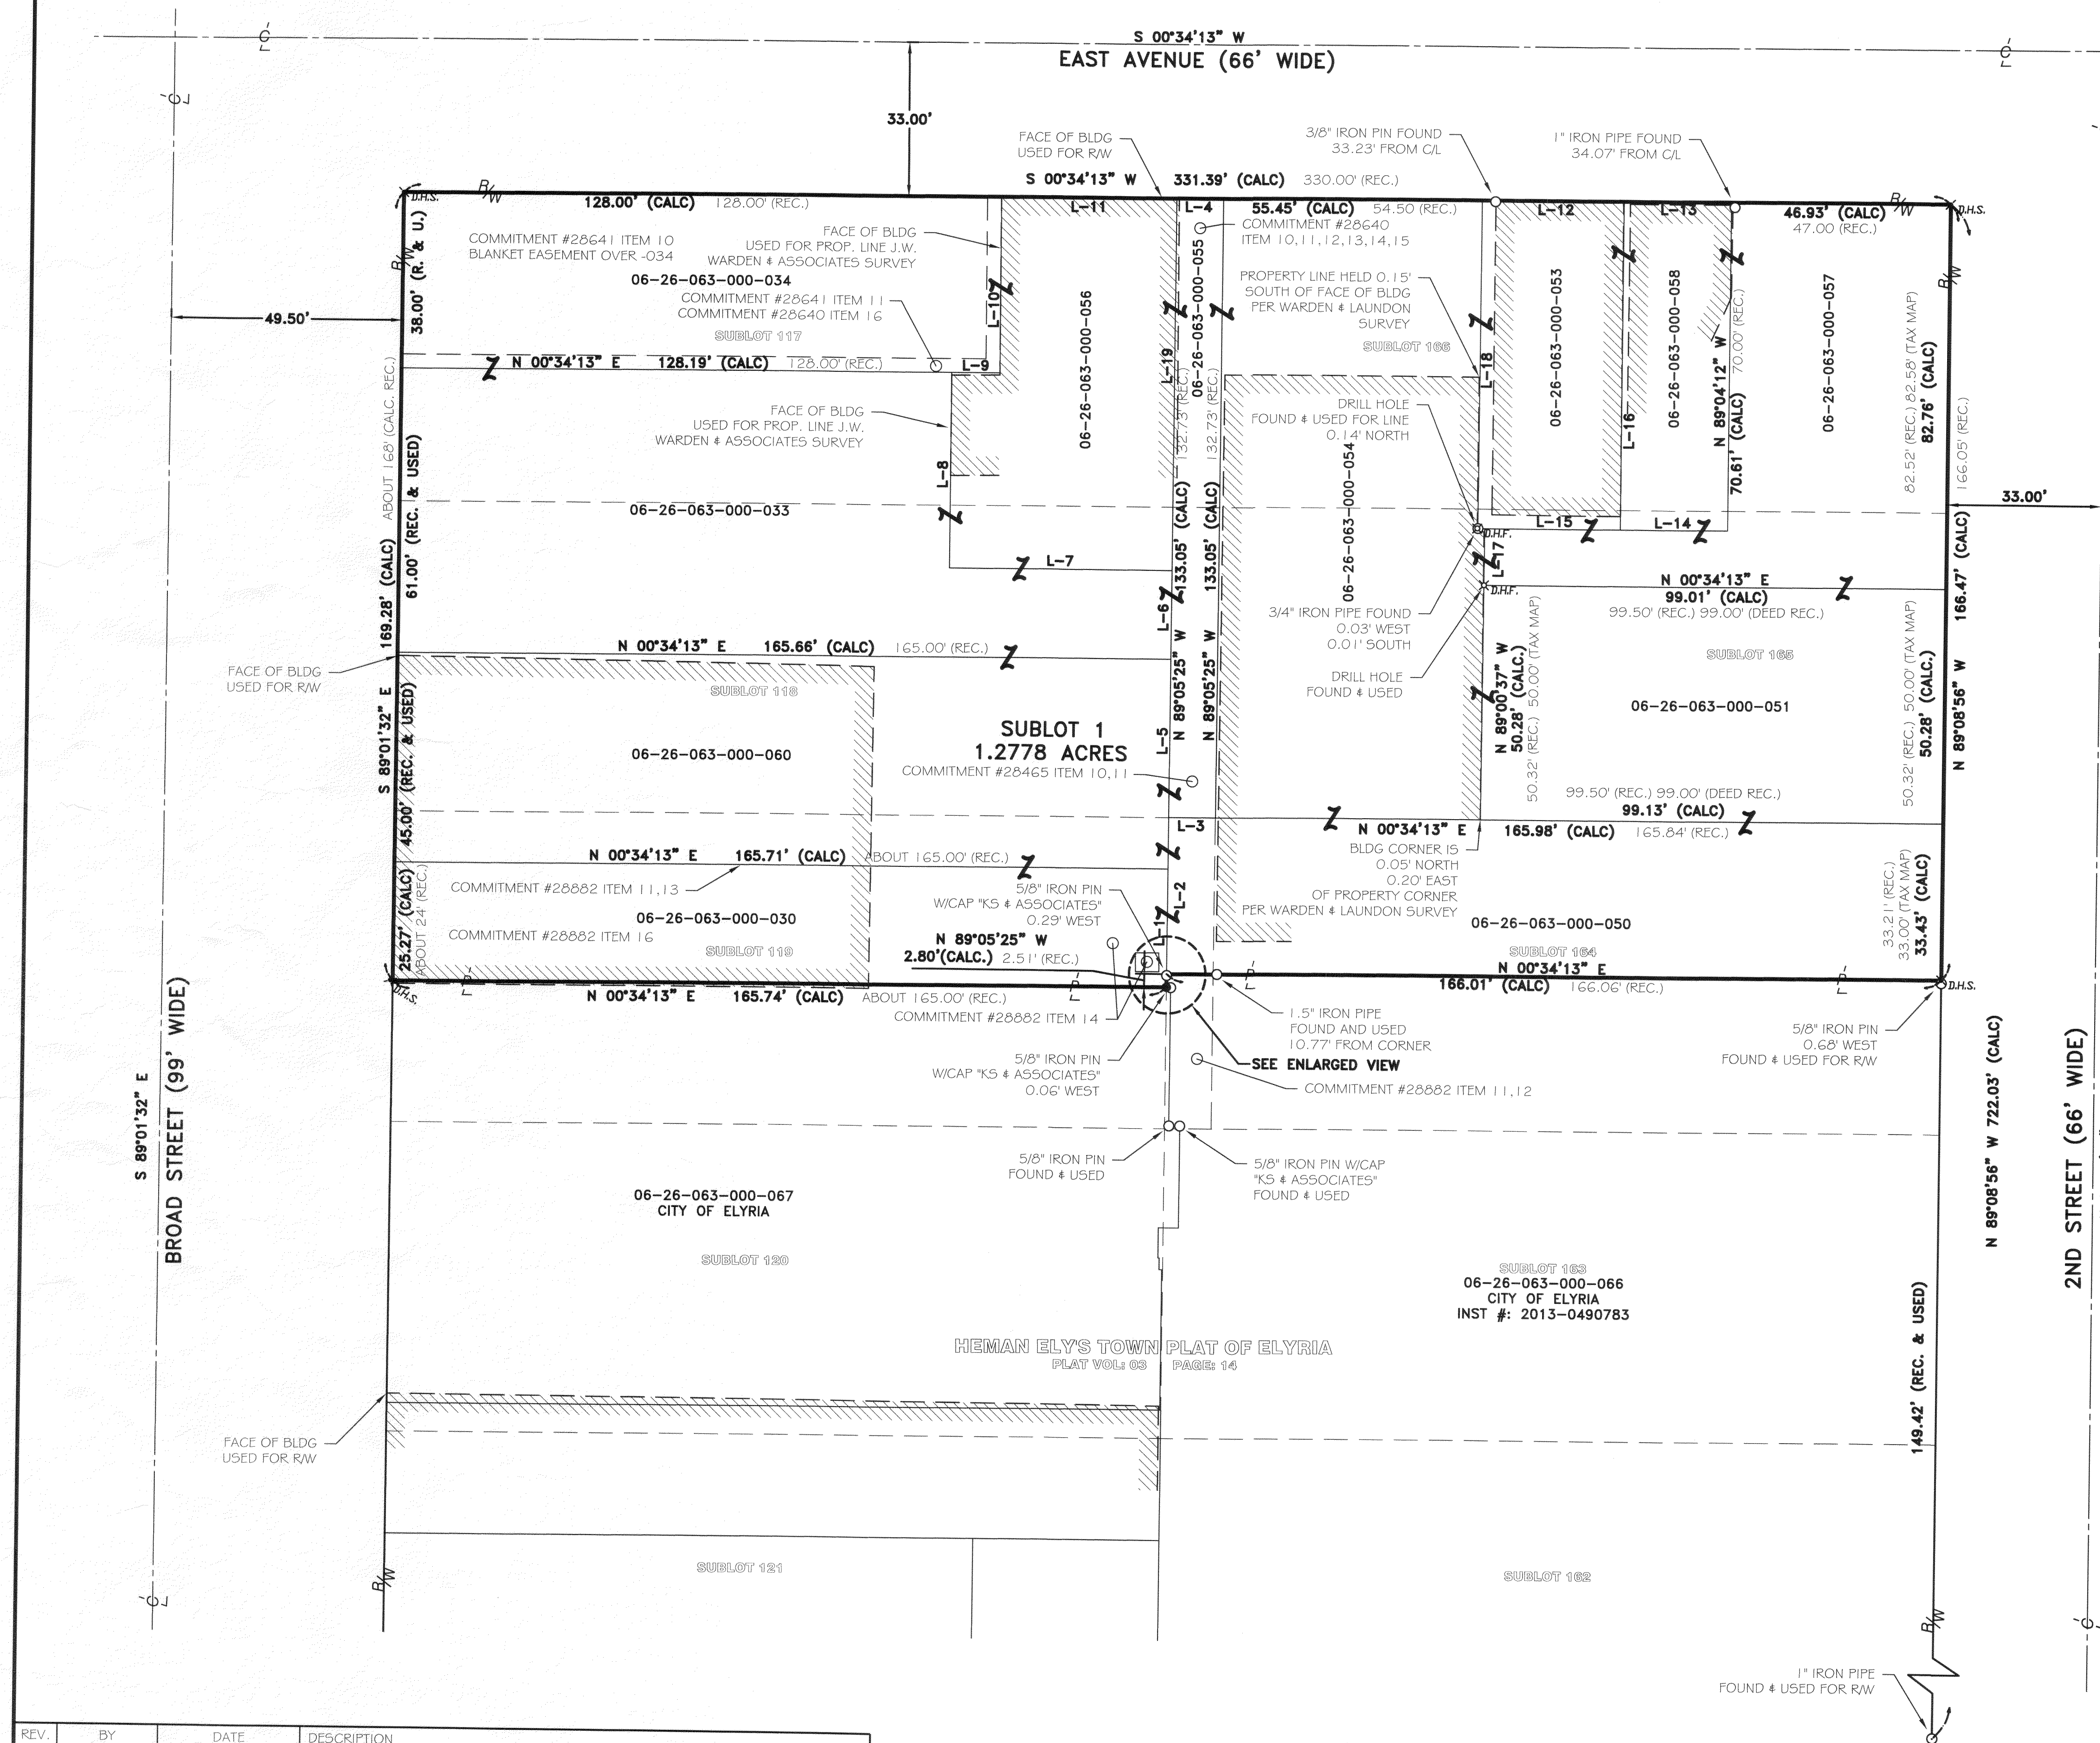 S 00°34'13" W
EAST AVENUE (66' WIDE)
33.00'
FACE OF BLDG
USED FOR R/W
3/8" IRON PIN FOUND
33.23' FROM C/L
1" IRON PIPE FOUND
34.07' FROM C/L
S 00°34'13" W 331.39' (CALC) 330.00' (REC.)
D.H.S.
R/W
128.00' (CALC) 128.00' (REC.)
L-11
L-4
55.45' (CALC) 54.50 (REC.)
L-12
L-13
46.93' (CALC)
47.00 (REC.)
R/W
D.H.S.
COMMITMENT #28641 ITEM 10
BLANKET EASEMENT OVER -034
FACE OF BLDG
USED FOR PROP. LINE J.W.
WARDEN & ASSOCIATES SURVEY
COMMITMENT #28640
ITEM 10,11,12,13,14,15
06-26-063-000-034
COMMITMENT #28641 ITEM 11
COMMITMENT #28640 ITEM 16
SUBLOT 117
PROPERTY LINE HELD 0.15'
SOUTH OF FACE OF BLDG
PER WARDEN & LAUNDON
SURVEY
SUBLOT 166
R/W
38.00' (R. & U.)
49.50'
L-10
06-26-063-000-056
L-19
06-26-063-000-055
132.73' (REC.)
132.73' (REC.)
L-18
06-26-063-000-053
L-16
06-26-063-000-058
N 89°04'12" W
70.61' (CALC)
70.00' (REC.)
06-26-063-000-057
82.52' (REC.) 82.58' (TAX MAP)
82.76' (CALC)
R/W
166.05' (REC.)
N 00°34'13" E 128.19' (CALC) 128.00' (REC.)
L-9
FACE OF BLDG
USED FOR PROP. LINE J.W.
WARDEN & ASSOCIATES SURVEY
DRILL HOLE
FOUND & USED FOR LINE
0.14' NORTH
ABOUT 168' (CALC. REC.)
169.28' (CALC)
S 89°01'32" E
61.00' (REC. & USED)
L-8
06-26-063-000-033
06-26-063-000-054
33.00'
L-15
L-14
D.H.F.
L-17
L-7
133.05' (CALC)
133.05' (CALC)
N 89°05'25" W
N 89°05'25" W
L-6
D.H.F.
N 00°34'13" E
99.01' (CALC)
99.50' (REC.) 99.00' (DEED REC.)
3/4" IRON PIPE FOUND
0.03' WEST
0.01' SOUTH
DRILL HOLE
FOUND & USED
166.47' (CALC)
N 89°08'56" W
N 00°34'13" E 165.66' (CALC) 165.00' (REC.)
FACE OF BLDG
USED FOR R/W
SUBLOT 118
SUBLOT 165
N 89°00'37" W
50.28' (CALC.)
50.32' (REC.) 50.00' (TAX MAP)
06-26-063-000-051
50.32' (REC.) 50.00' (TAX MAP)
50.28' (CALC.)
SUBLOT 1
1.2778 ACRES
L-5
06-26-063-000-060
COMMITMENT #28465 ITEM 10,11
45.00' (REC. & USED)
99.50' (REC.) 99.00' (DEED REC.)
99.13' (CALC)
L-3
N 00°34'13" E 165.98' (CALC) 165.84' (REC.)
N 00°34'13" E 165.71' (CALC) ABOUT 165.00' (REC.)
BLDG CORNER IS
0.05' NORTH
0.20' EAST
OF PROPERTY CORNER
PER WARDEN & LAUNDON SURVEY
COMMITMENT #28882 ITEM 11,13
5/8" IRON PIN
W/CAP "KS & ASSOCIATES"
0.29' WEST
L-2
L-1
25.27' (CALC)
ABOUT 24' (REC.)
06-26-063-000-030
COMMITMENT #28882 ITEM 16
SUBLOT 119
06-26-063-000-050
SUBLOT 164
33.21' (REC.)
33.00' (TAX MAP)
33.43' (CALC)
N 89°05'25" W
2.80'(CALC.) 2.51' (REC.)
N 00°34'13" E
166.01' (CALC) 166.06' (REC.)
D.H.S.
D.H.S.
N 00°34'13" E 165.74' (CALC) ABOUT 165.00' (REC.)
COMMITMENT #28882 ITEM 14
1.5" IRON PIPE
FOUND AND USED
10.77' FROM CORNER
SEE ENLARGED VIEW
5/8" IRON PIN
0.68' WEST
FOUND & USED FOR R/W
5/8" IRON PIN
W/CAP "KS & ASSOCIATES"
0.06' WEST
COMMITMENT #28882 ITEM 11,12
S 89°01'32" E
BROAD STREET (99' WIDE)
N 89°08'56" W 722.03' (CALC)
2ND STREET (66' WIDE)
5/8" IRON PIN
FOUND & USED
5/8" IRON PIN W/CAP
"KS & ASSOCIATES"
FOUND & USED
06-26-063-000-067
CITY OF ELYRIA
SUBLOT 120
SUBLOT 163
06-26-063-000-066
CITY OF ELYRIA
INST #: 2013-0490783
149.42' (REC. & USED)
HEMAN ELY'S TOWN PLAT OF ELYRIA
PLAT VOL: 03 PAGE: 14
FACE OF BLDG
USED FOR R/W
SUBLOT 121
SUBLOT 162
R/W
R/W
1" IRON PIPE
FOUND & USED FOR R/W
REV. BY DATE DESCRIPTION